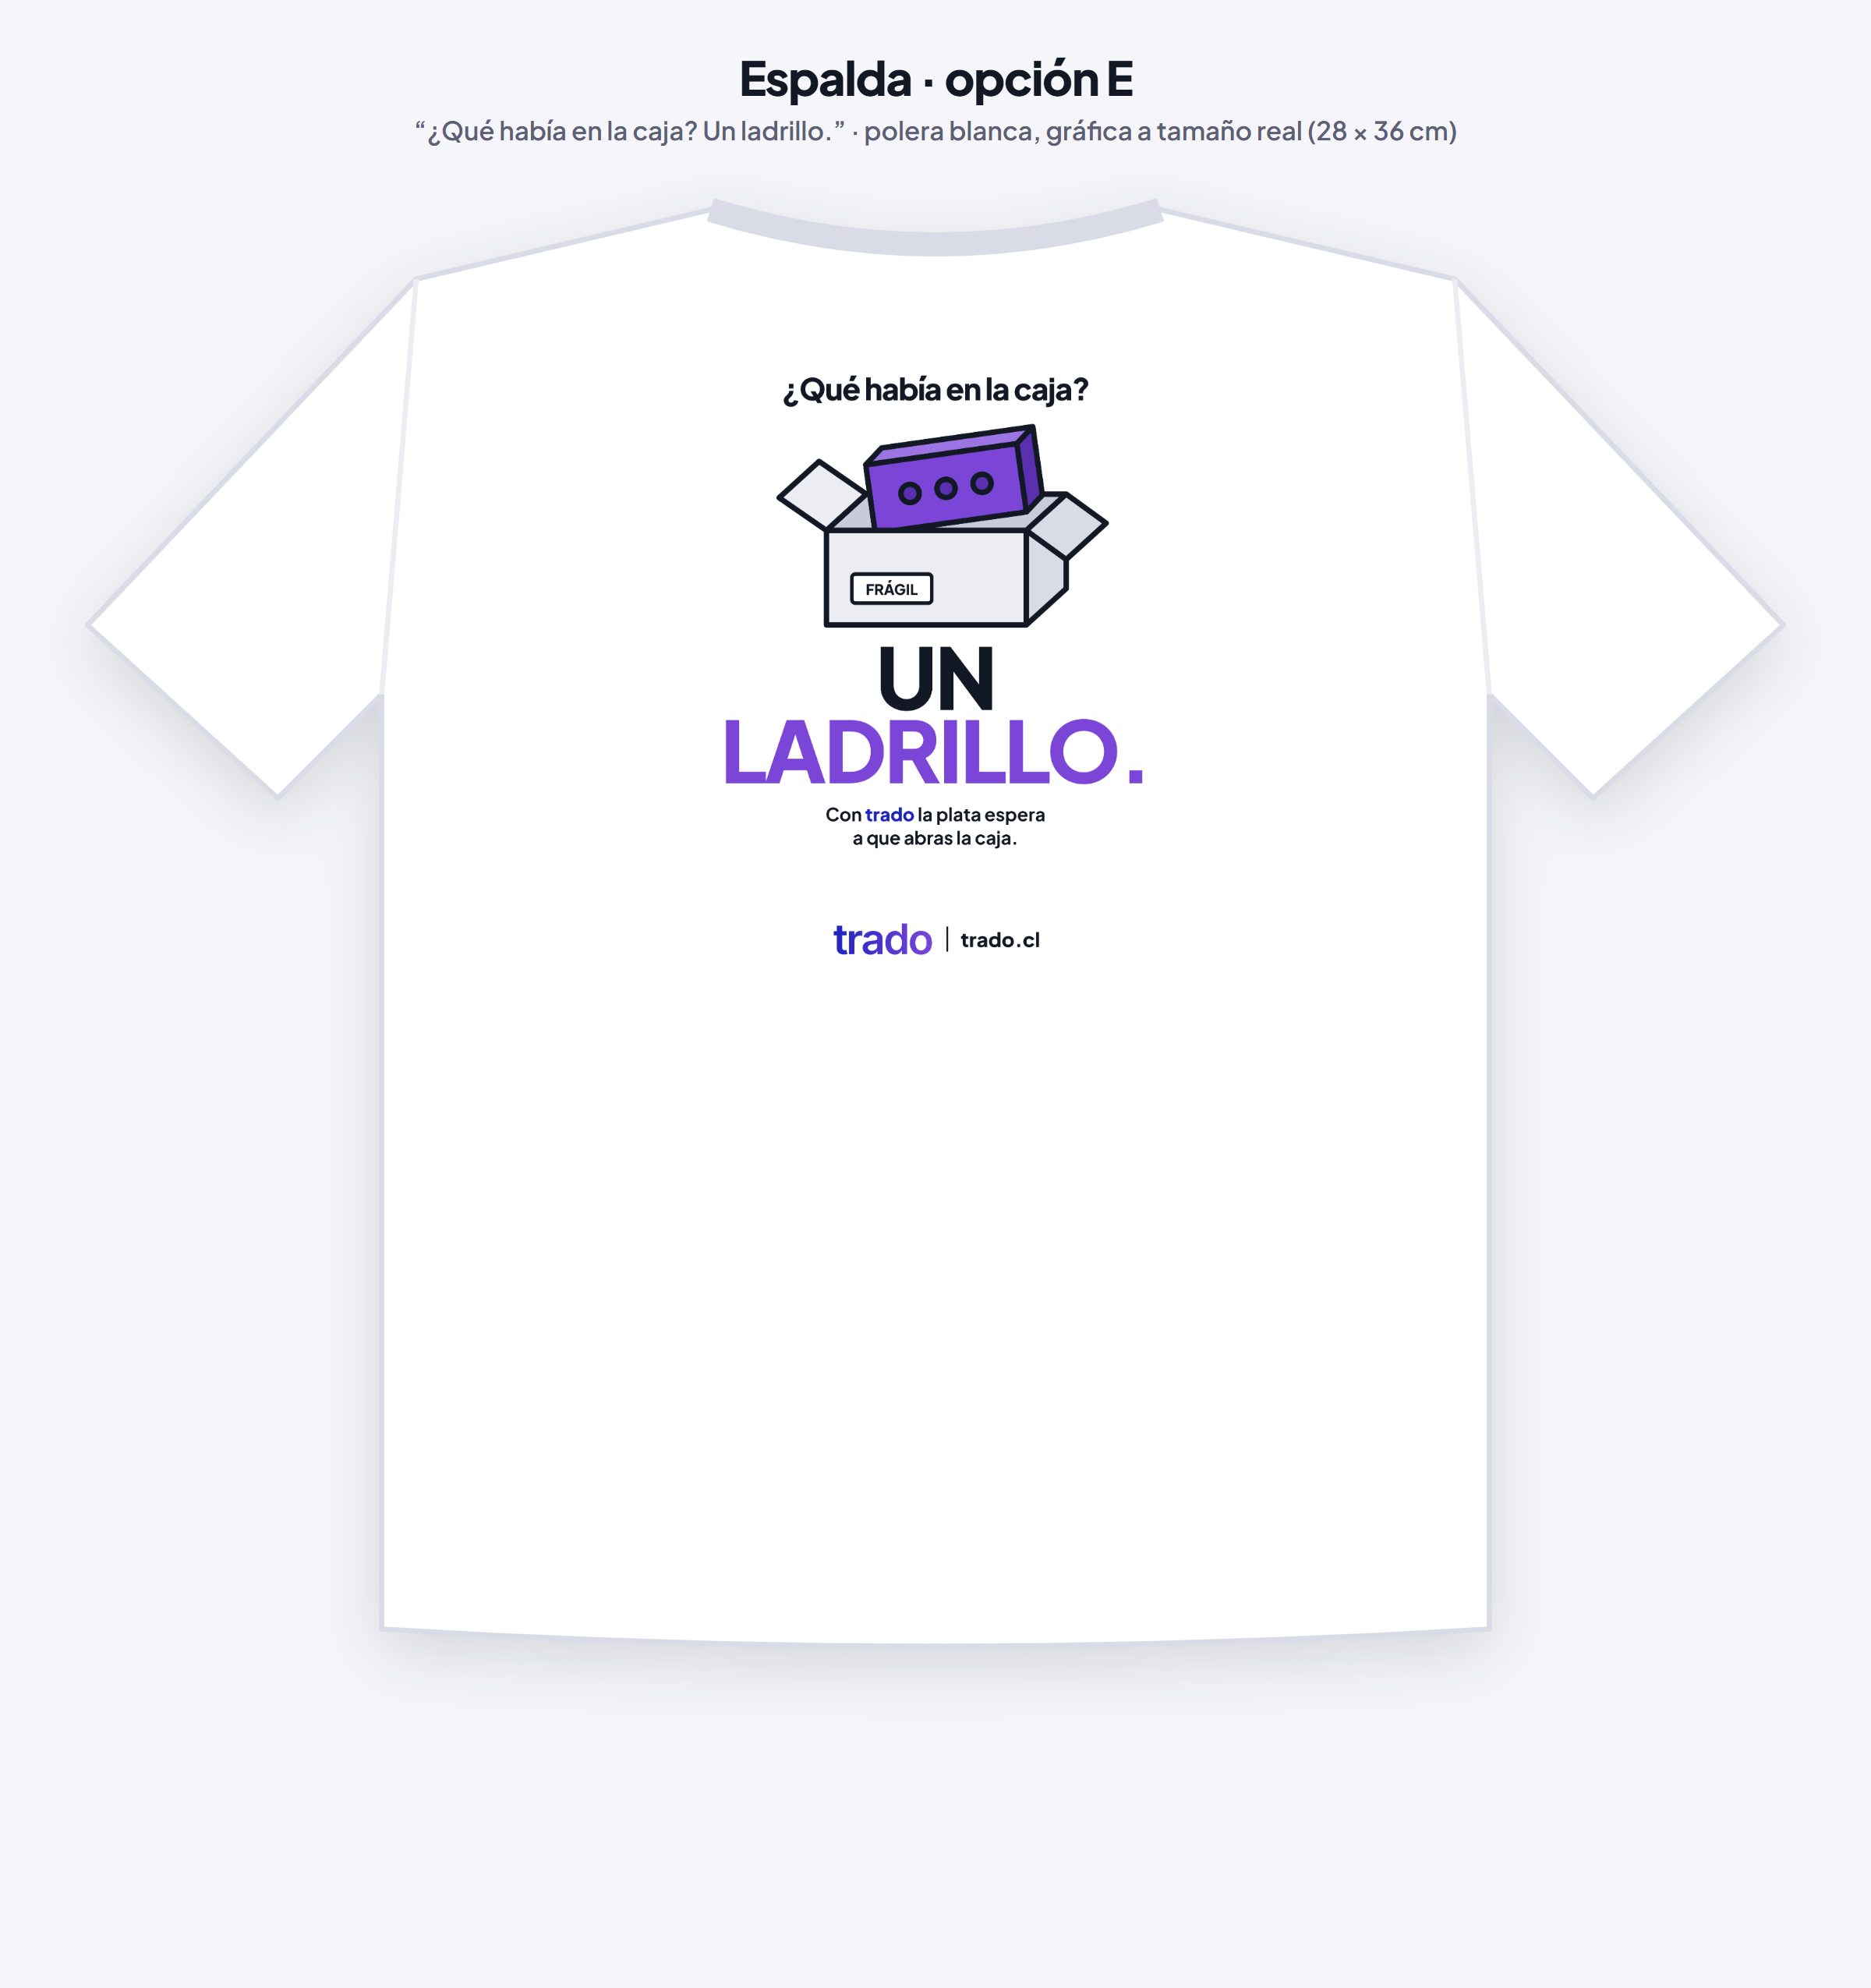 Espalda · opción E
“¿Qué había en la caja? Un ladrillo.” · polera blanca, gráfica a tamaño real (28 × 36 cm)
¿Qué había en la caja?
FRÁGIL
UN
LADRILLO.
Con trado la plata espera
a que abras la caja.
trado | trado.cl